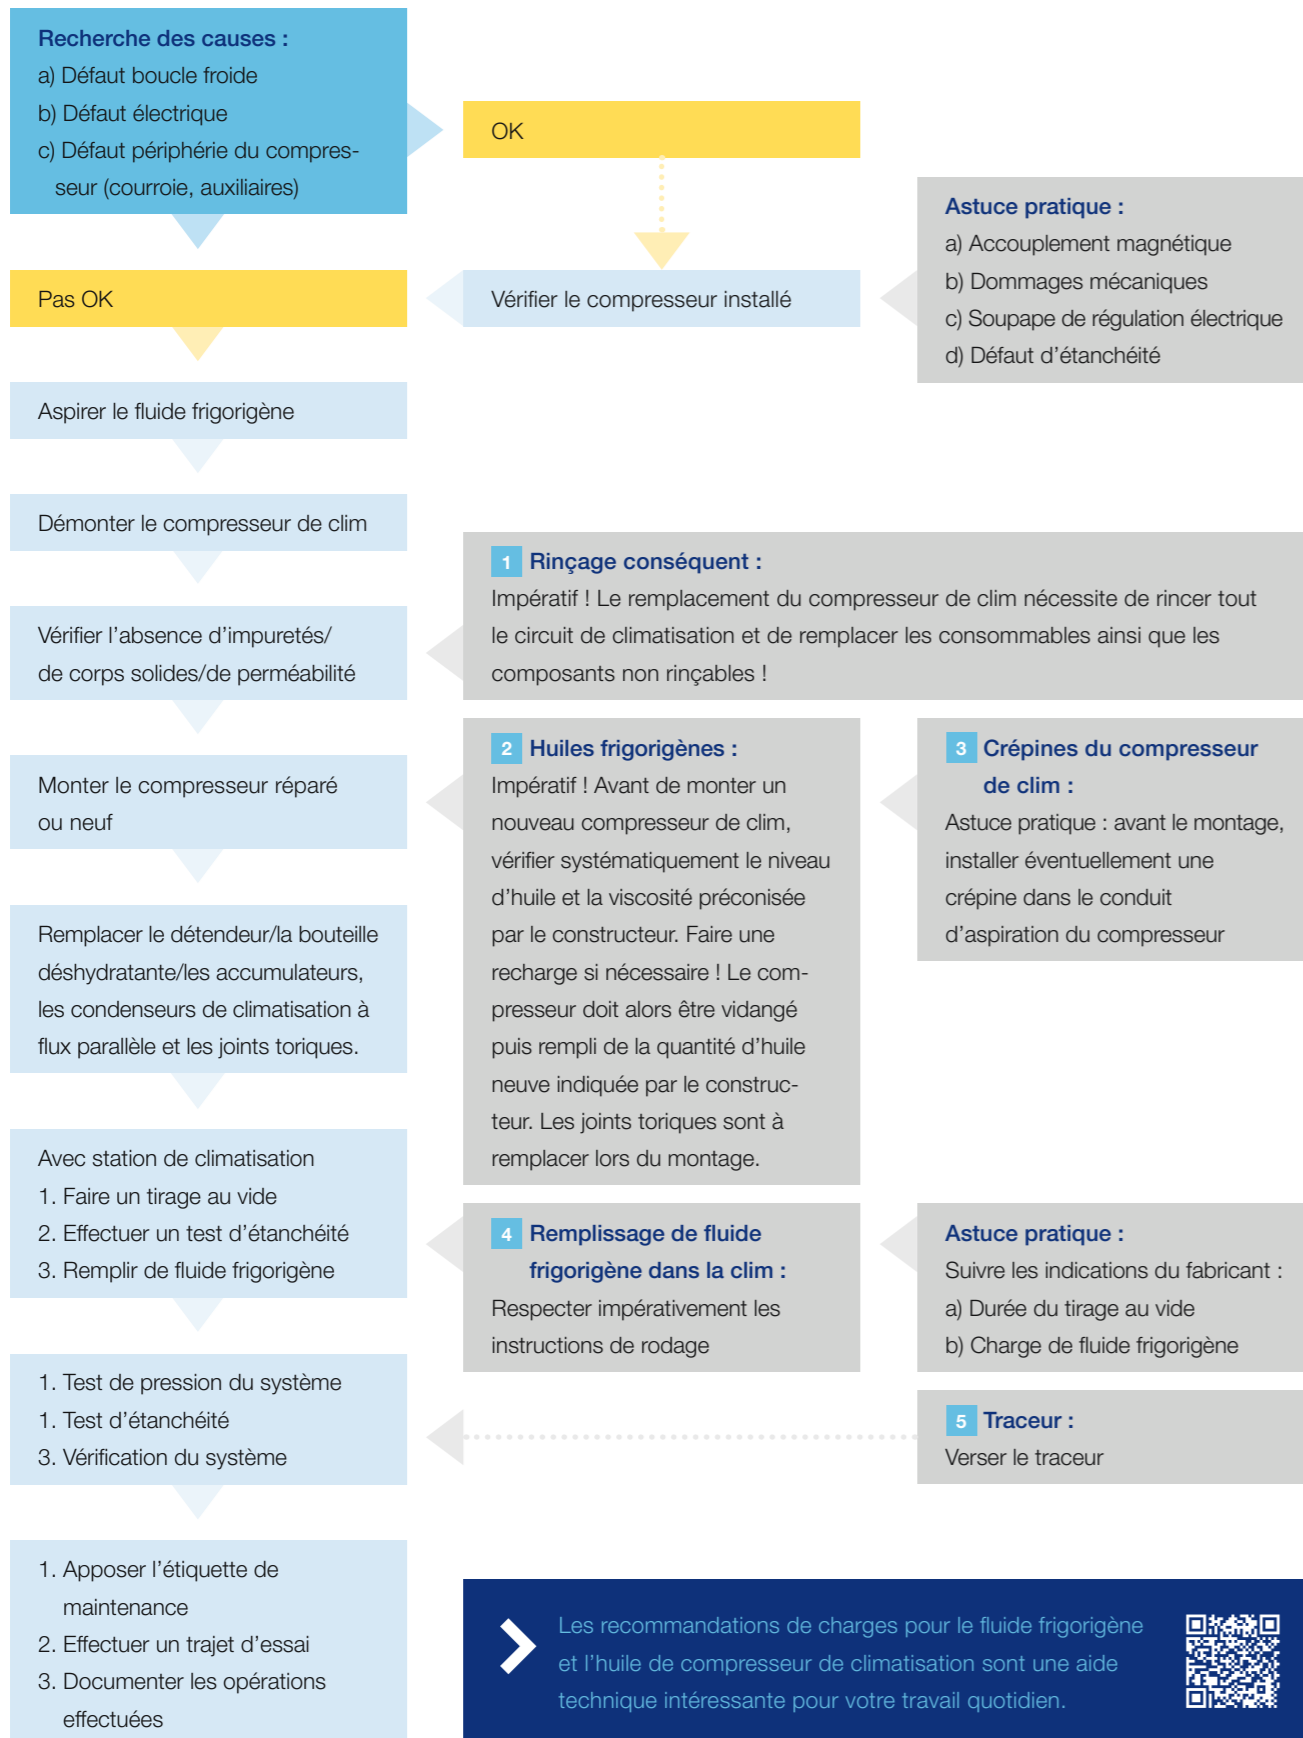 Recherche des causes :
a) Défaut boucle froide
b) Défaut électrique
c) Défaut périphérie du compres-
seur (courroie, auxiliaires)
OK
Pas OK
Vérifier le compresseur installé
Astuce pratique :
a) Accouplement magnétique
b) Dommages mécaniques
c) Soupape de régulation électrique
d) Défaut d’étanchéité
Aspirer le fluide frigorigène
Démonter le compresseur de clim
Vérifier l’absence d’impuretés/
de corps solides/de perméabilité
1 Rinçage conséquent :
Impératif ! Le remplacement du compresseur de clim nécessite de rincer tout
le circuit de climatisation et de remplacer les consommables ainsi que les
composants non rinçables !
Monter le compresseur réparé
ou neuf
2 Huiles frigorigènes :
Impératif ! Avant de monter un
nouveau compresseur de clim,
vérifier systématiquement le niveau
d’huile et la viscosité préconisée
par le constructeur. Faire une
recharge si nécessaire ! Le com-
presseur doit alors être vidangé
puis rempli de la quantité d’huile
neuve indiquée par le construc-
teur. Les joints toriques sont à
remplacer lors du montage.
3 Crépines du compresseur
de clim :
Astuce pratique : avant le montage,
installer éventuellement une
crépine dans le conduit
d’aspiration du compresseur
Remplacer le détendeur/la bouteille
déshydratante/les accumulateurs,
les condenseurs de climatisation à
flux parallèle et les joints toriques.
Avec station de climatisation
1. Faire un tirage au vide
2. Effectuer un test d’étanchéité
3. Remplir de fluide frigorigène
4 Remplissage de fluide
frigorigène dans la clim :
Respecter impérativement les
instructions de rodage
Astuce pratique :
Suivre les indications du fabricant :
a) Durée du tirage au vide
b) Charge de fluide frigorigène
1. Test de pression du système
1. Test d’étanchéité
3. Vérification du système
5 Traceur :
Verser le traceur
1. Apposer l’étiquette de
maintenance
2. Effectuer un trajet d’essai
3. Documenter les opérations
effectuées
Les recommandations de charges pour le fluide frigorigène
et l’huile de compresseur de climatisation sont une aide
technique intéressante pour votre travail quotidien.